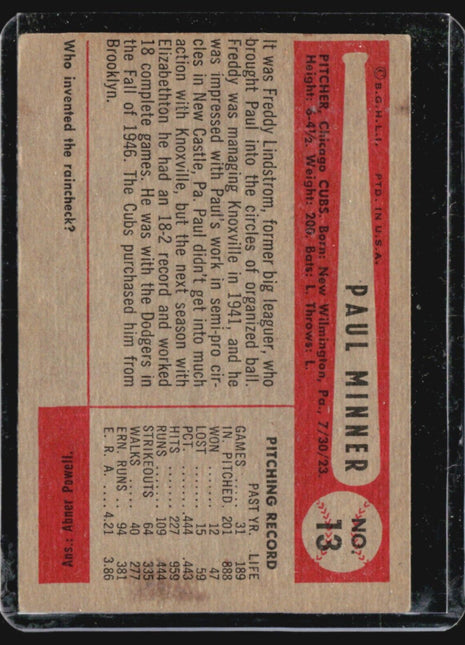 © B.G.H.L.I. PTD. IN U.S.A.
PAUL MINNER
NO. 13
PITCHER, Chicago CUBS, Born: New Wilmington, Pa., 7/30/23.
Height: 6-4½. Weight: 200, Bats: L. Throws: L.
It was Freddy Lindstrom, former big leaguer, who
brought Paul into the circles of organized ball.
Freddy was managing Knoxville in 1941, and he
was impressed with Paul's work in semi-pro cir-
cles in New Castle, Pa. Paul didn't get into much
action with Knoxville, but the next season with
Elizabethton he had an 18-2 record and worked
18 complete games. He was with the Dodgers in
the Fall of 1946. The Cubs purchased him from
Brooklyn.
PITCHING RECORD
PAST YR. LIFE
GAMES ..... 31 189
IN. PITCHED. 201 888
WON ....... 12 47
LOST ...... 15 59
PCT. ...... .444 .443
HITS ...... 227 959
RUNS ...... 109 444
STRIKEOUTS 64 335
WALKS ..... 40 277
ERN. RUNS . 94 381
E. R. A. .... 4.21 3.86
Who invented the raincheck?
Ans: Abner Powell.